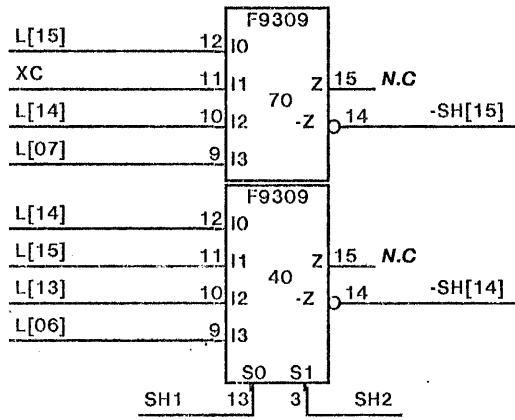 F9309
L[15] 12 I0
XC 11 I1 Z 15 N.C
70
L[14] 10 I2 -Z 14 -SH[15]
L[07] 9 I3
F9309
L[14] 12 I0
L[15] 11 I1 Z 15 N.C
40
L[13] 10 I2 -Z 14 -SH[14]
L[06] 9 I3
S0 S1
SH1 13 3 SH2